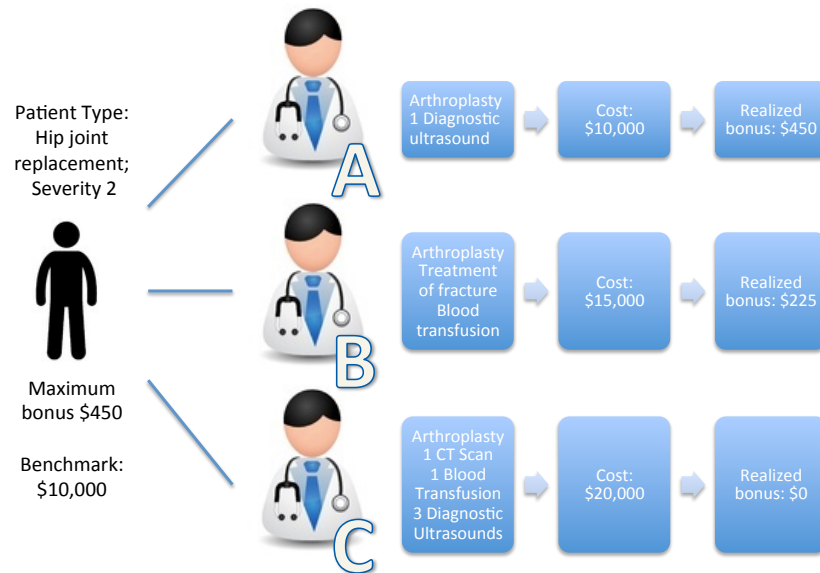 Patient Type:
Hip joint
replacement;
Severity 2
Maximum
bonus $450
Benchmark:
$10,000
A
Arthroplasty
1 Diagnostic
ultrasound
Cost:
$10,000
Realized
bonus: $450
B
Arthroplasty
Treatment
of fracture
Blood
transfusion
Cost:
$15,000
Realized
bonus: $225
C
Arthroplasty
1 CT Scan
1 Blood
Transfusion
3 Diagnostic
Ultrasounds
Cost:
$20,000
Realized
bonus: $0